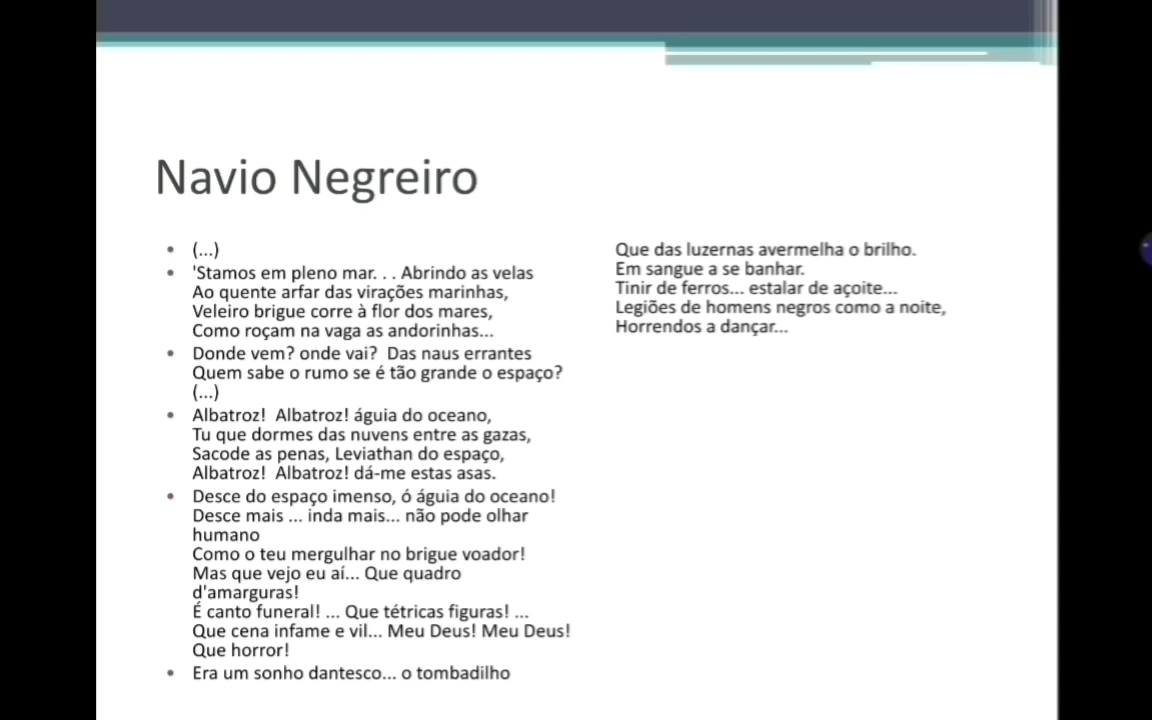 Navio Negreiro
• (...)
• 'Stamos em pleno mar. . . Abrindo as velas
Ao quente arfar das virações marinhas,
Veleiro brigue corre à flor dos mares,
Como roçam na vaga as andorinhas...
• Donde vem? onde vai?  Das naus errantes
Quem sabe o rumo se é tão grande o espaço?
(...)
• Albatroz!  Albatroz! águia do oceano,
Tu que dormes das nuvens entre as gazas,
Sacode as penas, Leviathan do espaço,
Albatroz!  Albatroz! dá-me estas asas.
• Desce do espaço imenso, ó águia do oceano!
Desce mais ... inda mais... não pode olhar
humano
Como o teu mergulhar no brigue voador!
Mas que vejo eu aí... Que quadro
d'amarguras!
É canto funeral! ... Que tétricas figuras! ...
Que cena infame e vil... Meu Deus! Meu Deus!
Que horror!
• Era um sonho dantesco... o tombadilho
Que das luzernas avermelha o brilho.
Em sangue a se banhar.
Tinir de ferros... estalar de açoite...
Legiões de homens negros como a noite,
Horrendos a dançar...